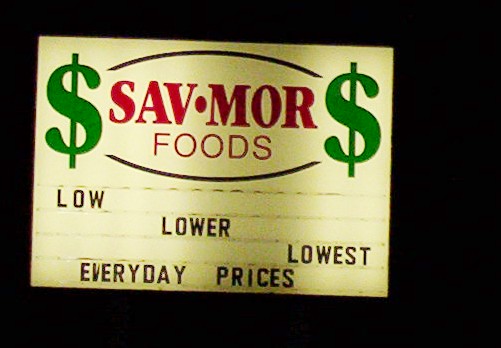 $ SAV·MOR $
FOODS
LOW
LOWER
LOWEST
EVERYDAY PRICES